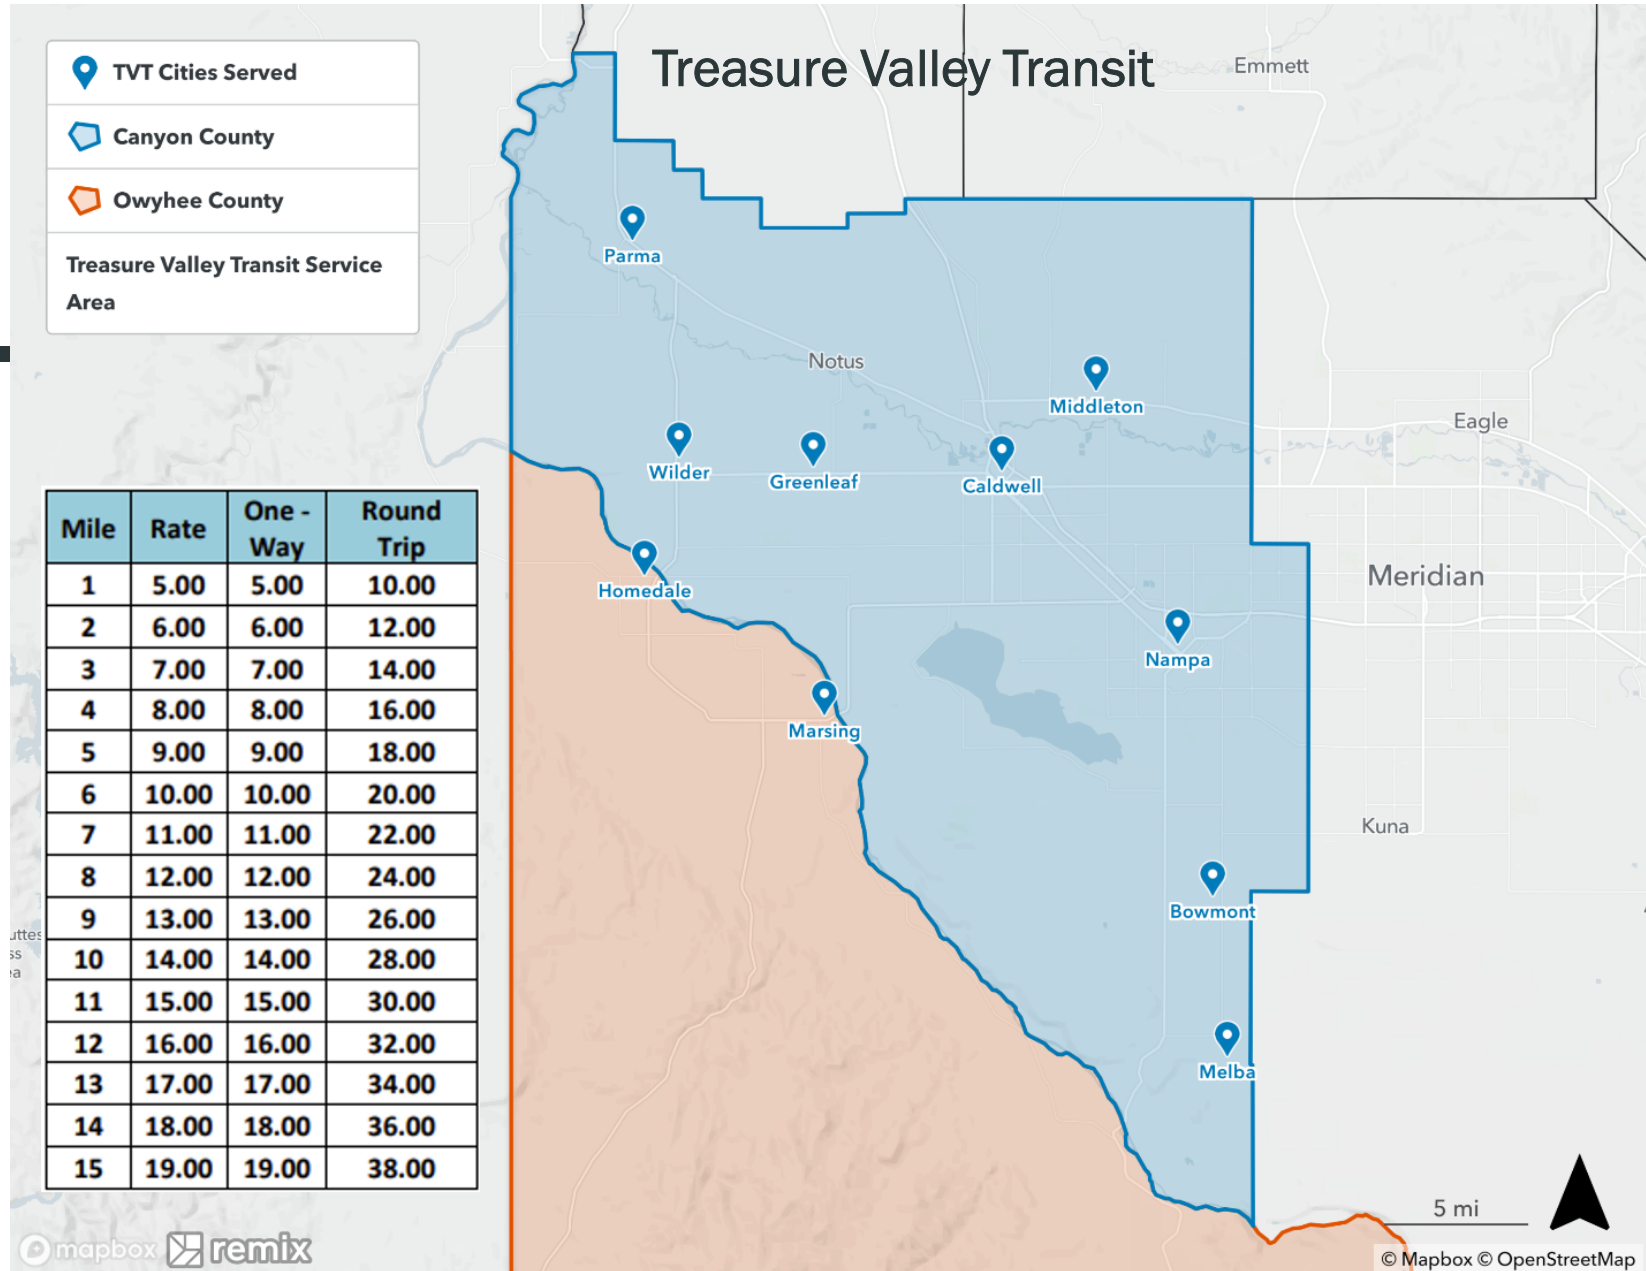 Treasure Valley Transit
TVT Cities Served
Canyon County
Owyhee County
Treasure Valley Transit Service
Area
Emmett
Parma
Notus
Middleton
Eagle
Wilder
Greenleaf
Caldwell
Homedale
Meridian
Nampa
Marsing
Kuna
Bowmont
Melba
Mile Rate One - Way Round Trip
1 5.00 5.00 10.00
2 6.00 6.00 12.00
3 7.00 7.00 14.00
4 8.00 8.00 16.00
5 9.00 9.00 18.00
6 10.00 10.00 20.00
7 11.00 11.00 22.00
8 12.00 12.00 24.00
9 13.00 13.00 26.00
10 14.00 14.00 28.00
11 15.00 15.00 30.00
12 16.00 16.00 32.00
13 17.00 17.00 34.00
14 18.00 18.00 36.00
15 19.00 19.00 38.00
5 mi
mapbox remix
© Mapbox © OpenStreetMap